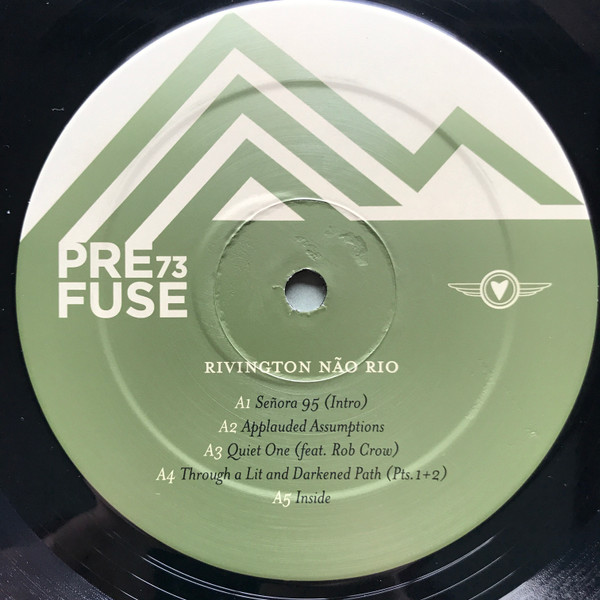 PRE73
FUSE
RIVINGTON NÃO RIO
A1 Señora 95 (Intro)
A2 Applauded Assumptions
A3 Quiet One (feat. Rob Crow)
A4 Through a Lit and Darkened Path (Pts.1+2)
A5 Inside